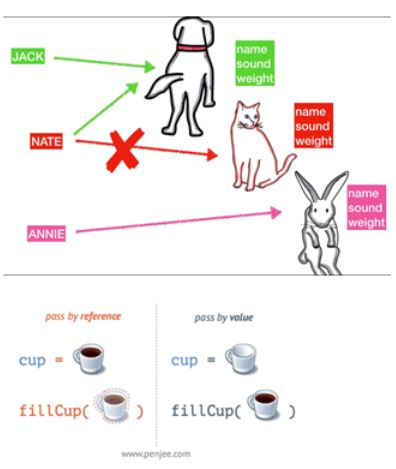 JACK
name
sound
weight
NATE
name
sound
weight
ANNIE
name
sound
weight
pass by reference
cup =
fillCup( )
pass by value
cup =
fillCup( )
www.penjee.com